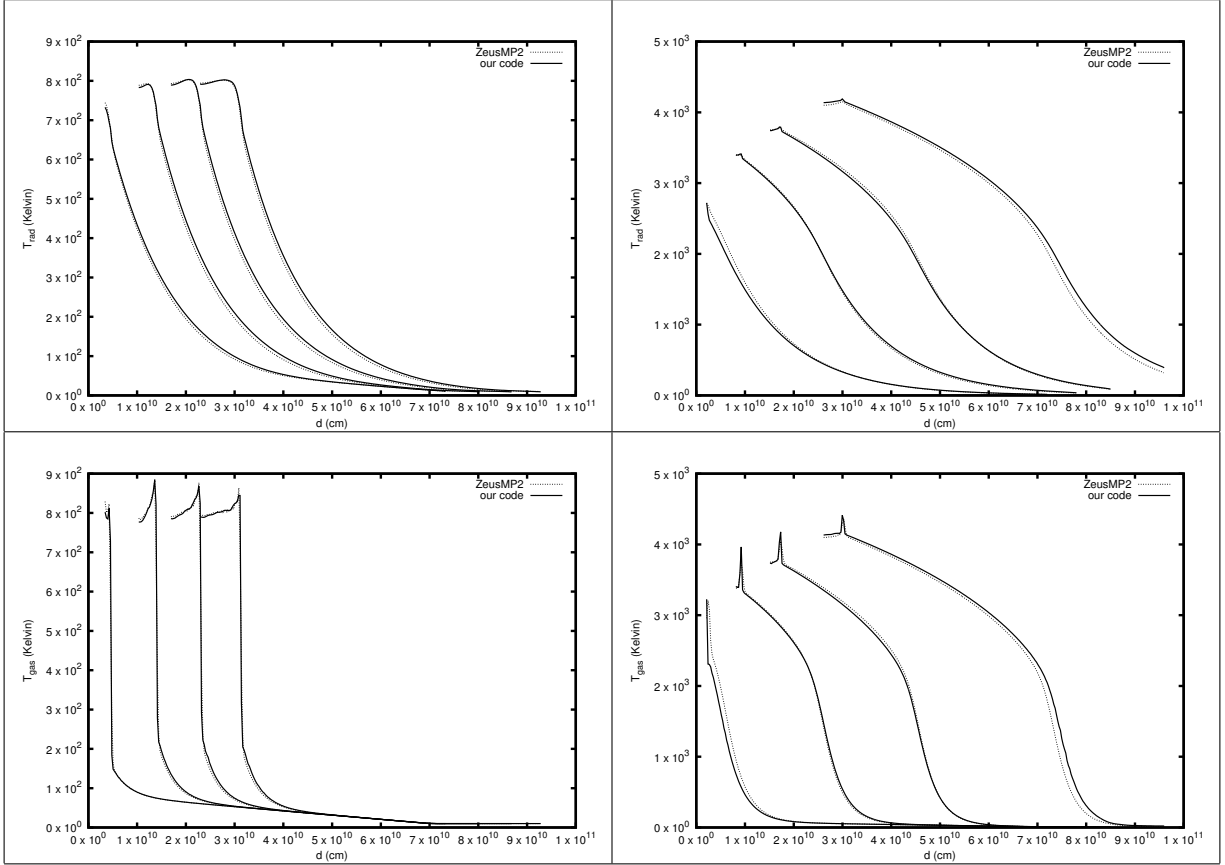 9 x 10²
8 x 10²
7 x 10²
6 x 10²
5 x 10²
4 x 10²
3 x 10²
2 x 10²
1 x 10²
0 x 10⁰
T_rad (Kelvin)
ZeusMP2
our code
0 x 10⁰ 1 x 10¹⁰ 2 x 10¹⁰ 3 x 10¹⁰ 4 x 10¹⁰ 5 x 10¹⁰ 6 x 10¹⁰ 7 x 10¹⁰ 8 x 10¹⁰ 9 x 10¹⁰ 1 x 10¹¹
d (cm)
5 x 10³
4 x 10³
3 x 10³
2 x 10³
1 x 10³
0 x 10⁰
T_rad (Kelvin)
ZeusMP2
our code
0 x 10⁰ 1 x 10¹⁰ 2 x 10¹⁰ 3 x 10¹⁰ 4 x 10¹⁰ 5 x 10¹⁰ 6 x 10¹⁰ 7 x 10¹⁰ 8 x 10¹⁰ 9 x 10¹⁰ 1 x 10¹¹
d (cm)
9 x 10²
8 x 10²
7 x 10²
6 x 10²
5 x 10²
4 x 10²
3 x 10²
2 x 10²
1 x 10²
0 x 10⁰
T_gas (Kelvin)
ZeusMP2
our code
0 x 10⁰ 1 x 10¹⁰ 2 x 10¹⁰ 3 x 10¹⁰ 4 x 10¹⁰ 5 x 10¹⁰ 6 x 10¹⁰ 7 x 10¹⁰ 8 x 10¹⁰ 9 x 10¹⁰ 1 x 10¹¹
d (cm)
5 x 10³
4 x 10³
3 x 10³
2 x 10³
1 x 10³
0 x 10⁰
T_gas (Kelvin)
ZeusMP2
our code
0 x 10⁰ 1 x 10¹⁰ 2 x 10¹⁰ 3 x 10¹⁰ 4 x 10¹⁰ 5 x 10¹⁰ 6 x 10¹⁰ 7 x 10¹⁰ 8 x 10¹⁰ 9 x 10¹⁰ 1 x 10¹¹
d (cm)